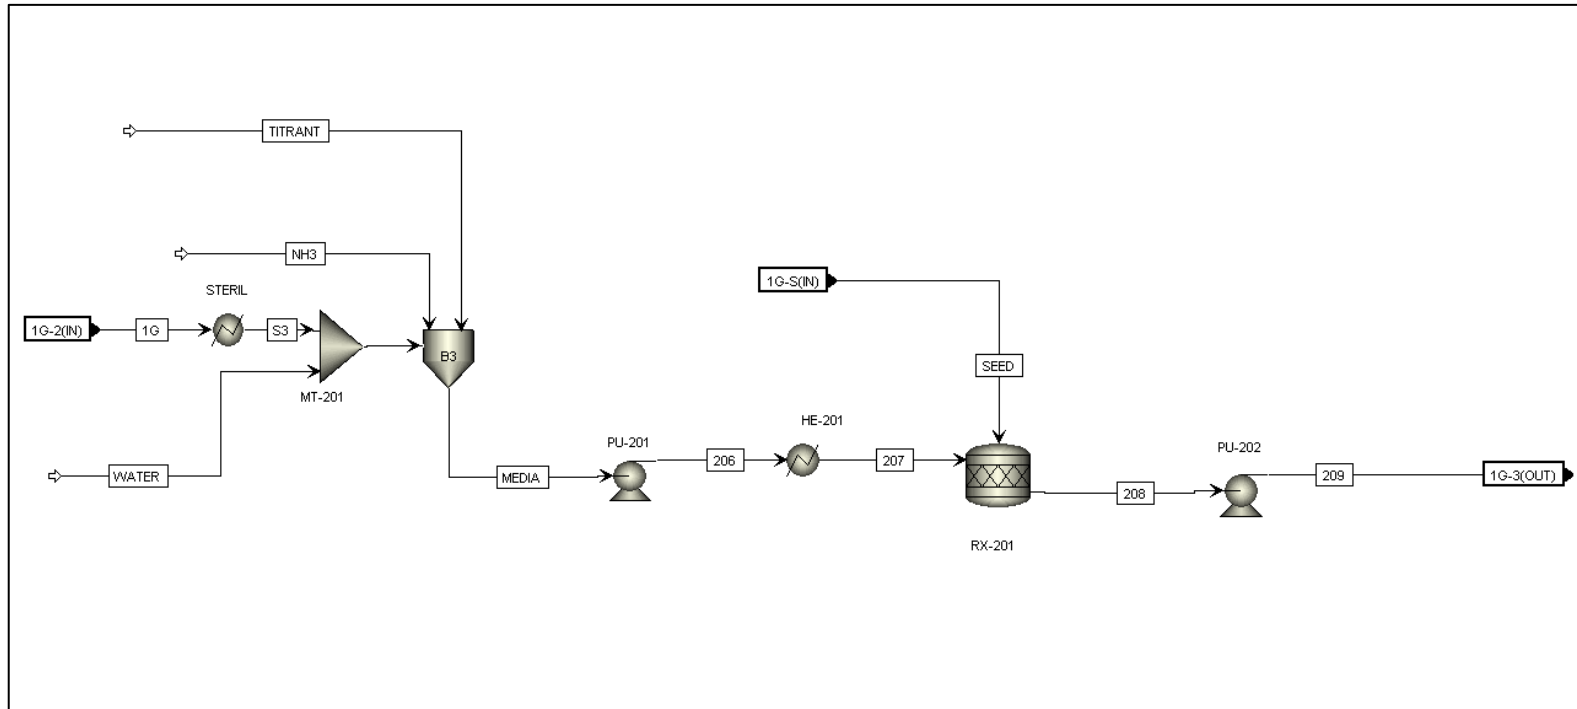 TITRANT
NH3
STERIL
1G-2(IN)
1G
S3
MT-201
B3
WATER
MEDIA
PU-201
206
HE-201
207
1G-S(IN)
SEED
RX-201
208
PU-202
209
1G-3(OUT)